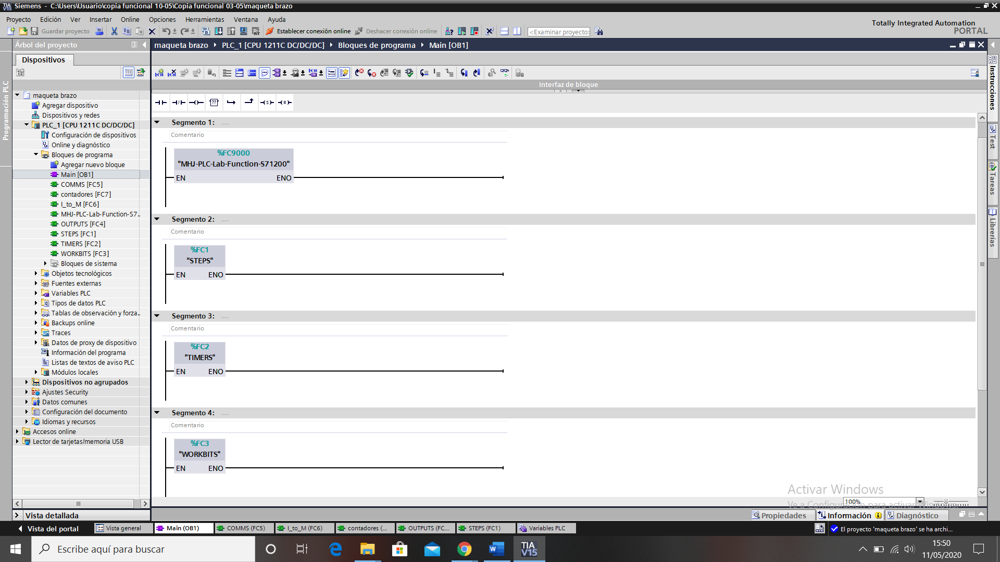 TIA V15 Siemens - C:\Users\Usuario\copia funcional 10-05\Copia funcional 03-05\maqueta brazo
Proyecto Edición Ver Insertar Online Opciones Herramientas Ventana Ayuda
Guardar proyecto Establecer conexión online Deshacer conexión online <Examinar proyecto>
Totally Integrated Automation
PORTAL
Árbol del proyecto
Dispositivos
Programación PLC
maqueta brazo
Agregar dispositivo
Dispositivos y redes
PLC_1 [CPU 1211C DC/DC/DC]
Configuración de dispositivos
Online y diagnóstico
Bloques de programa
Agregar nuevo bloque
Main [OB1]
COMMS [FC5]
contadores [FC7]
I_to_M [FC6]
MHJ-PLC-Lab-Function-S7..
OUTPUTS [FC4]
STEPS [FC1]
TIMERS [FC2]
WORKBITS [FC3]
Bloques de sistema
Objetos tecnológicos
Fuentes externas
Variables PLC
Tipos de datos PLC
Tablas de observación y forza..
Backups online
Traces
Datos de proxy de dispositivo
Información del programa
Listas de textos de aviso PLC
Módulos locales
Dispositivos no agrupados
Ajustes Security
Datos comunes
Configuración del documento
Idiomas y recursos
Accesos online
Lector de tarjetas/memoria USB
Vista detallada
maqueta brazo PLC_1 [CPU 1211C DC/DC/DC] Bloques de programa Main [OB1]
Interfaz de bloque
??
S
R
Segmento 1: .....
Comentario
%FC9000
"MHJ-PLC-Lab-Function-S71200"
EN ENO
Segmento 2: .....
Comentario
%FC1
"STEPS"
EN ENO
Segmento 3: .....
Comentario
%FC2
"TIMERS"
EN ENO
Segmento 4: .....
Comentario
%FC3
"WORKBITS"
EN ENO
Activar Windows
Ve a Configuración para activar Windows.
100%
Instrucciones
Test
Tareas
Librerías
Propiedades Información Diagnóstico
Vista del portal Vista general Main (OB1) COMMS (FC5) I_to_M (FC6) contadores (... OUTPUTS (FC... STEPS (FC1) Variables PLC El proyecto 'maqueta brazo' se ha archi...
Escribe aquí para buscar
TIA V15
15:50
11/05/2020